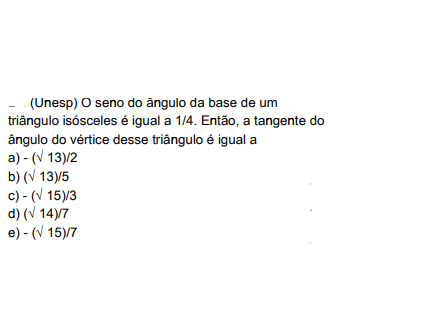 (Unesp) O seno do ângulo da base de um
triângulo isósceles é igual a 1/4. Então, a tangente do
ângulo do vértice desse triângulo é igual a
a) - (√ 13)/2
b) (√ 13)/5
c) - (√ 15)/3
d) (√ 14)/7
e) - (√ 15)/7